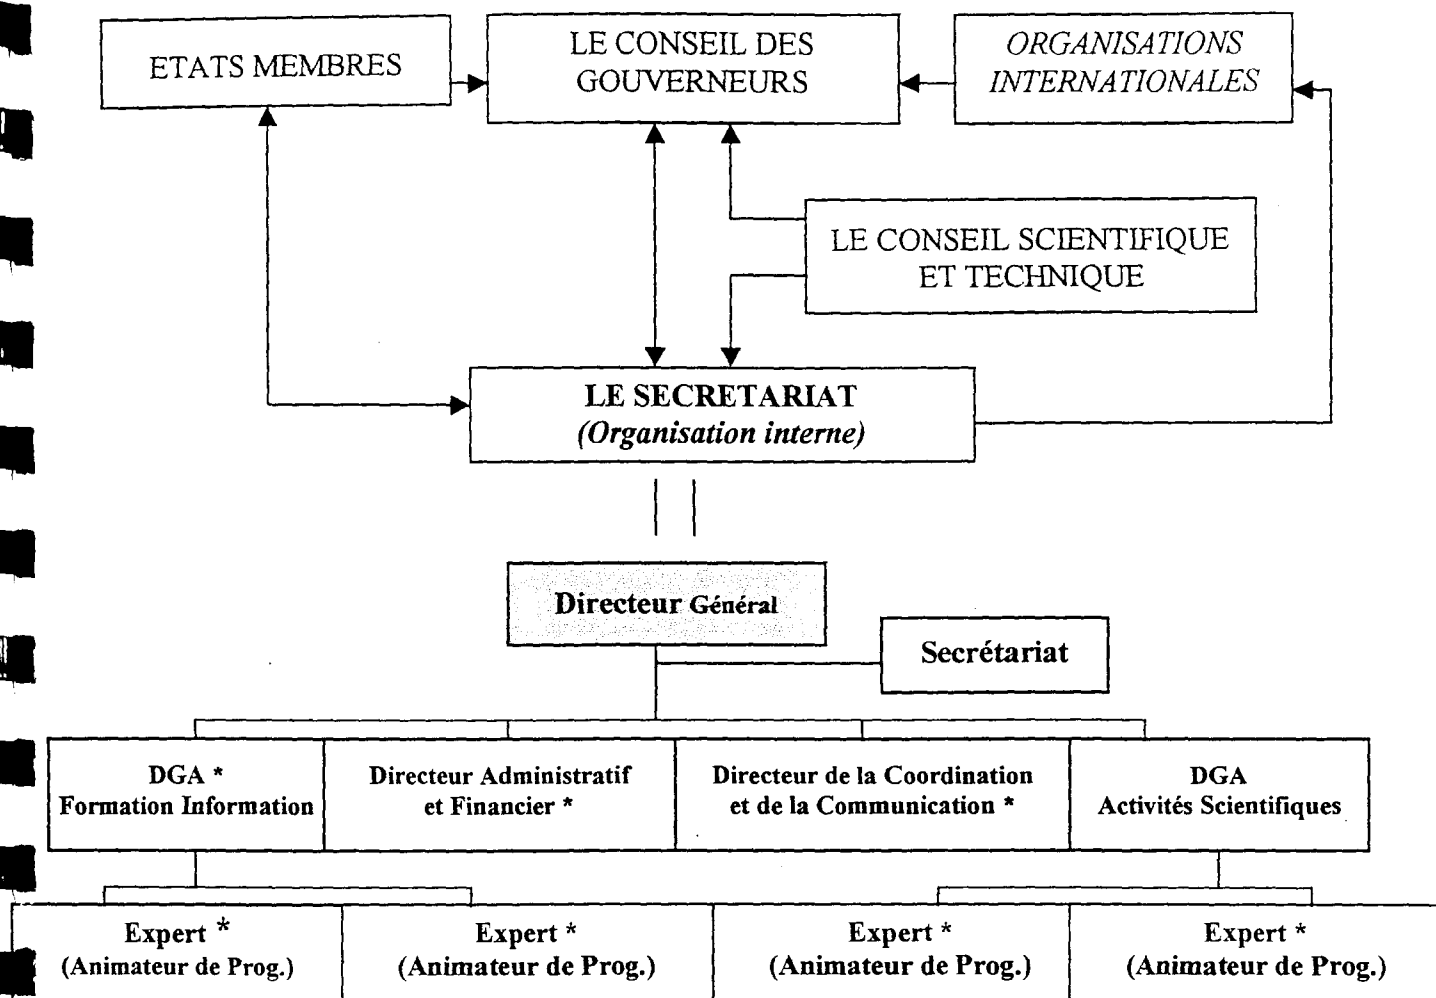 ETATS MEMBRES
LE CONSEIL DES
GOUVERNEURS
ORGANISATIONS
INTERNATIONALES
LE CONSEIL SCIENTIFIQUE
ET TECHNIQUE
LE SECRETARIAT
(Organisation interne)
Directeur Général
Secrétariat
DGA *
Formation Information
Directeur Administratif
et Financier *
Directeur de la Coordination
et de la Communication *
DGA
Activités Scientifiques
Expert *
(Animateur de Prog.)
Expert *
(Animateur de Prog.)
Expert *
(Animateur de Prog.)
Expert *
(Animateur de Prog.)